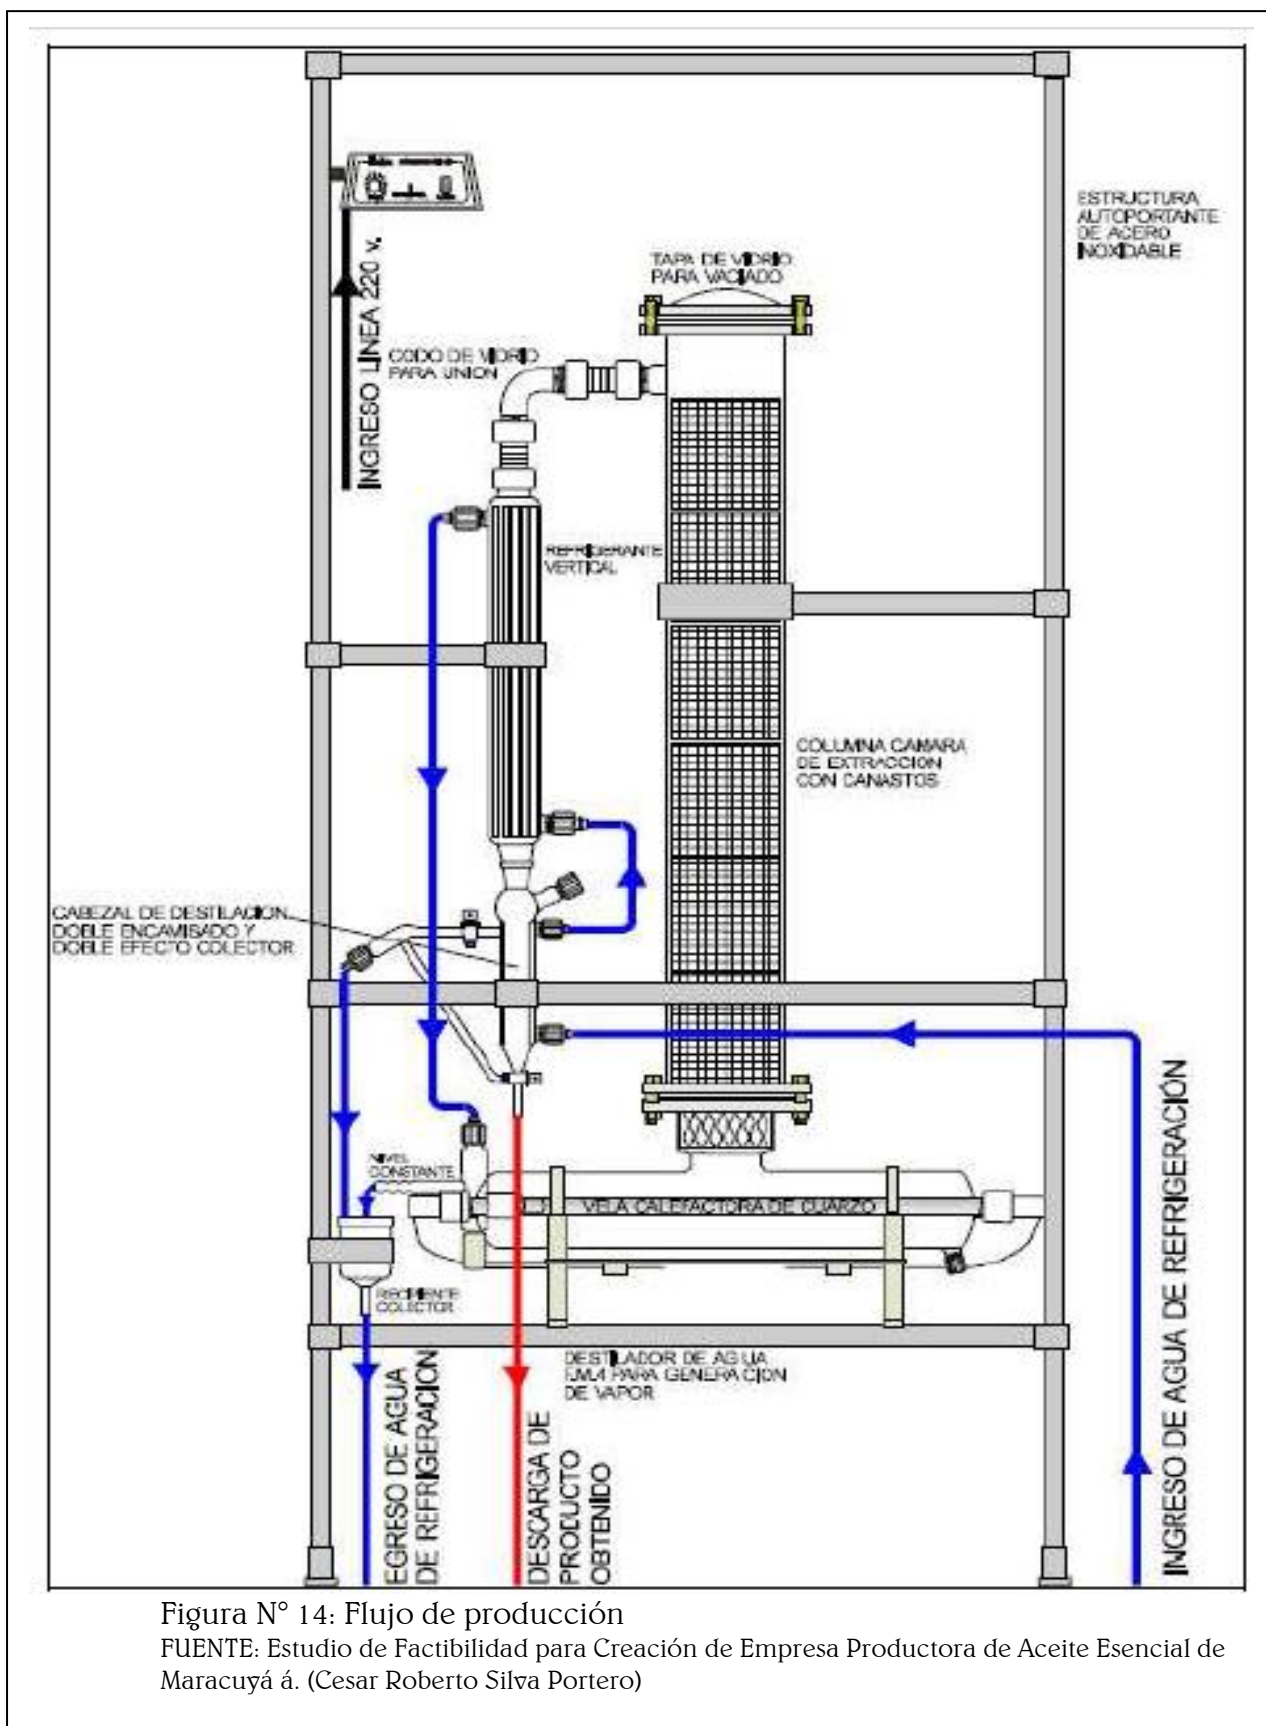 INGRESO LINEA 220 v.
ESTRUCTURA
AUTOPORTANTE
DE ACERO
INOXIDABLE
TAPA DE VIDRIO
PARA VACIADO
CODO DE VIDRIO
PARA UNION
REFRIGERANTE
VERTICAL
COLUMNA CAMARA
DE EXTRACCION
CON CANASTOS
CABEZAL DE DESTILACION
DOBLE ENCAMISADO Y
DOBLE EFECTO COLECTOR
NIVEL
CONSTANTE
VELA CALEFACTORA DE CUARZO
RECIPIENTE
COLECTOR
DESTILADOR DE AGUA
PARA GENERACION
DE VAPOR
EGRESO DE AGUA
DE REFRIGERACION
DESCARGA DE
PRODUCTO
OBTENIDO
INGRESO DE AGUA DE REFRIGERACIÓN
Figura N° 14: Flujo de producción
FUENTE: Estudio de Factibilidad para Creación de Empresa Productora de Aceite Esencial de
Maracuyá á. (Cesar Roberto Silva Portero)